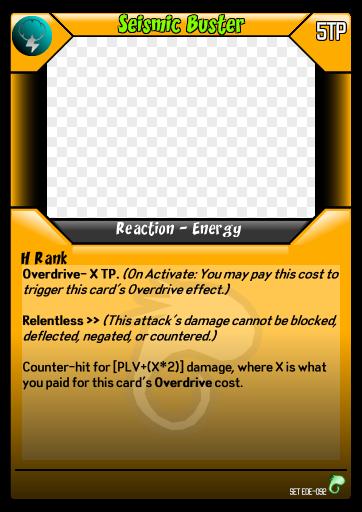 Seismic Buster
5TP
Reaction - Energy
H Rank
Overdrive- X TP. (On Activate: You may pay this cost to
trigger this card's Overdrive effect.)
Relentless >> (This attack's damage cannot be blocked,
deflected, negated, or countered.)
Counter-hit for [PLV+(X*2)] damage, where X is what
you paid for this card's Overdrive cost.
SET EDE-092